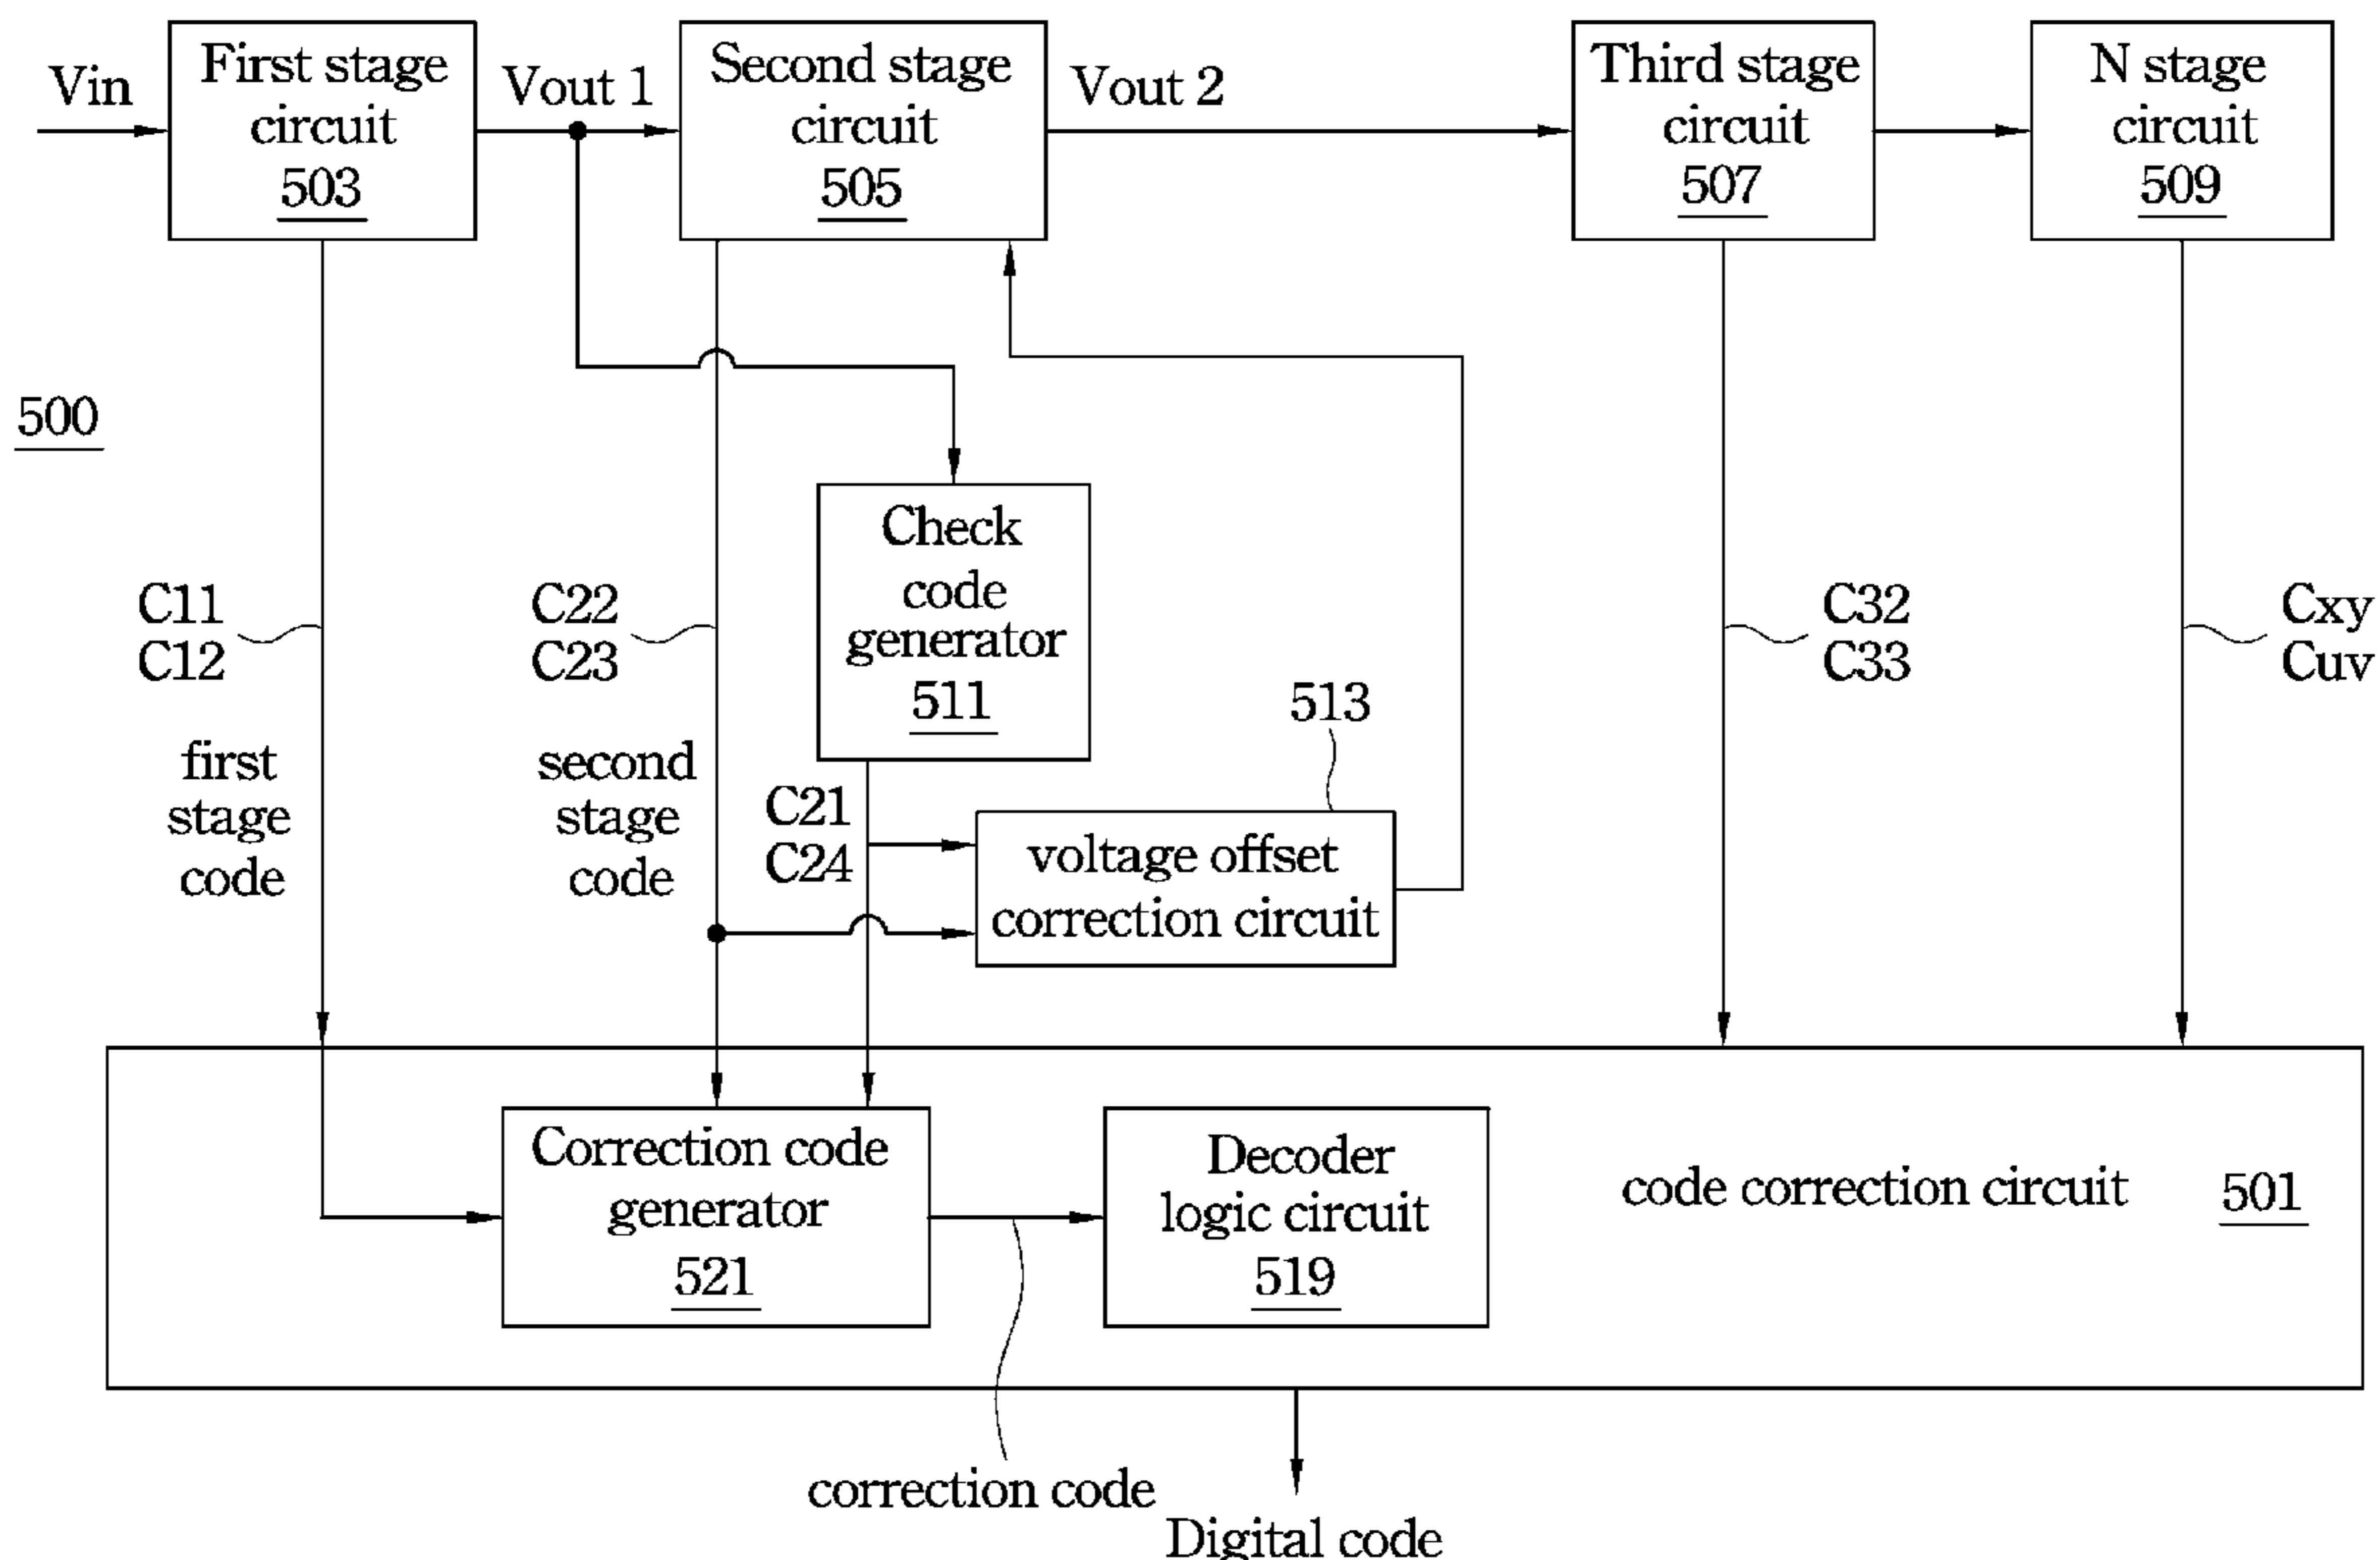 Vin
First stage
circuit
503
Vout 1
Second stage
circuit
505
Vout 2
Third stage
circuit
507
N stage
circuit
509
500
Check
code
generator
511
C11
C12
C22
C23
C32
C33
Cxy
Cuv
513
first
stage
code
second
stage
code
C21
C24
voltage offset
correction circuit
Correction code
generator
521
Decoder
logic circuit
519
code correction circuit 501
correction code
Digital code